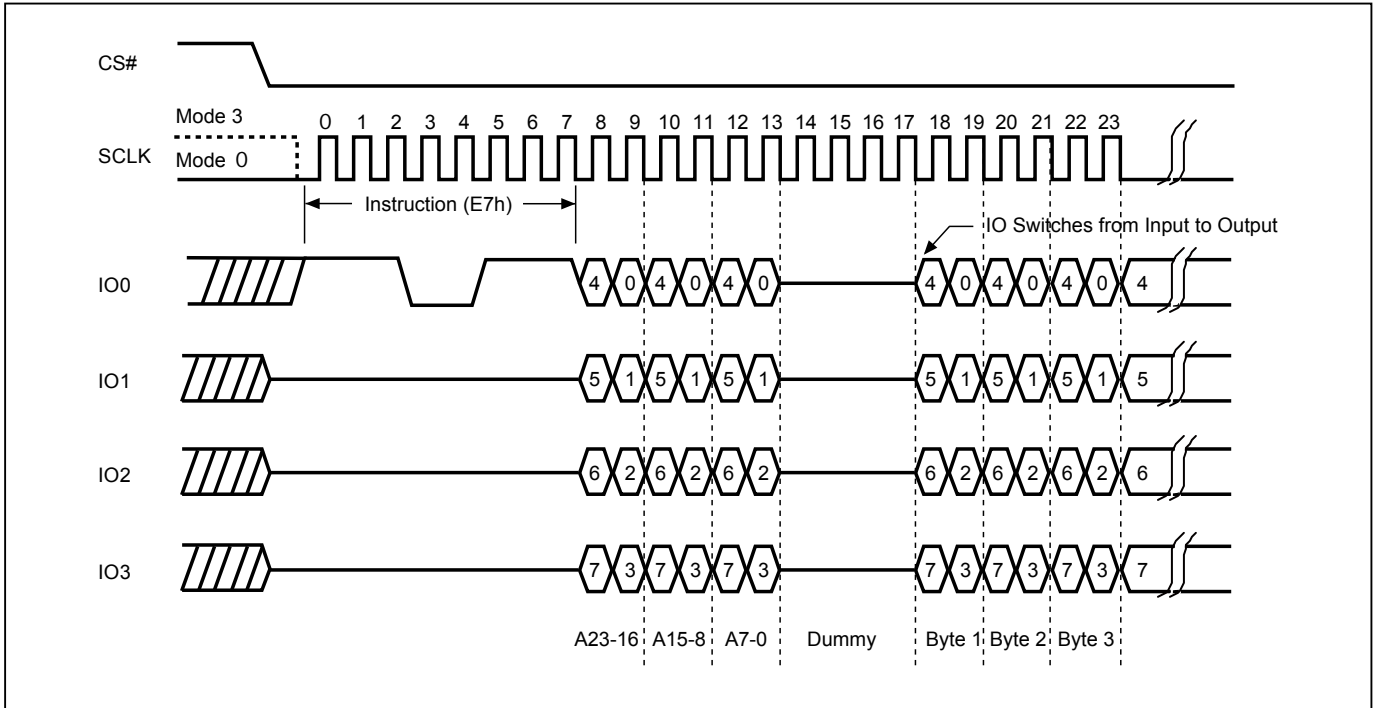 CS#
Mode 3
0 1 2 3 4 5 6 7 8 9 10 11 12 13 14 15 16 17 18 19 20 21 22 23
SCLK
Mode 0
Instruction (E7h)
IO Switches from Input to Output
IO0
4 0 4 0 4 0 4 0 4 0 4 0 4
IO1
5 1 5 1 5 1 5 1 5 1 5 1 5
IO2
6 2 6 2 6 2 6 2 6 2 6 2 6
IO3
7 3 7 3 7 3 7 3 7 3 7 3 7
A23-16 A15-8 A7-0 Dummy Byte 1 Byte 2 Byte 3